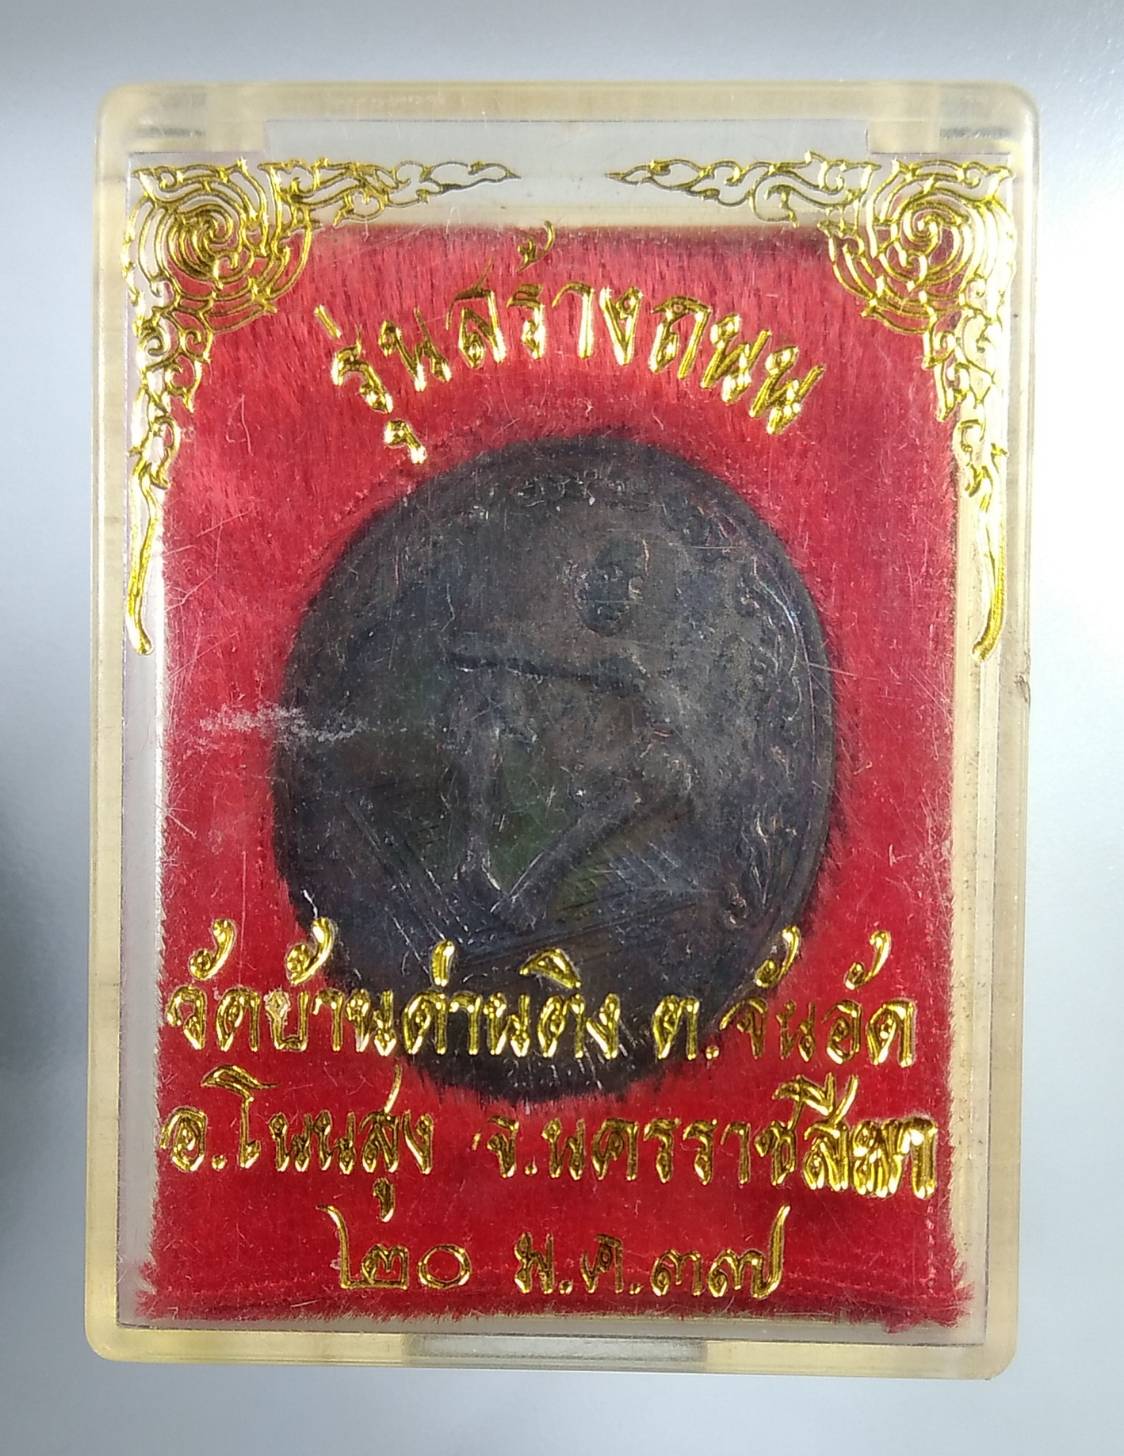 รุ่นสร้างถนน
วัดบ้านด่านติง ต.จันอัด
อ.โนนสูง จ.นครราชสีมา
๒๐ ม.ค.๓๗